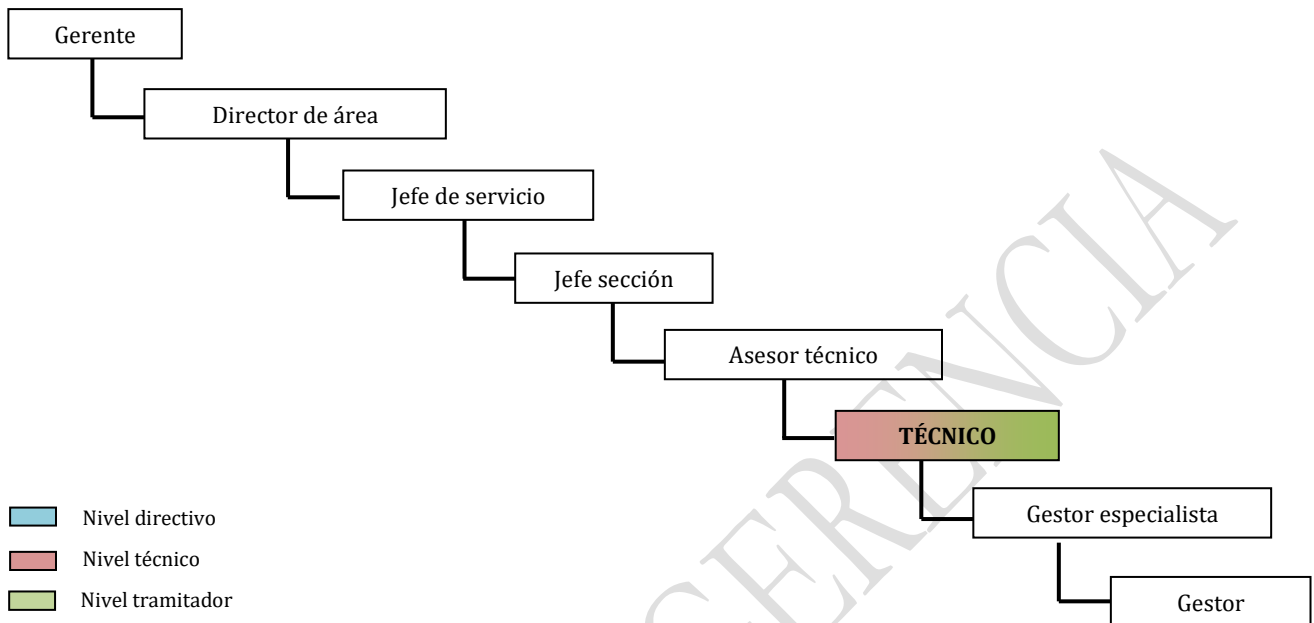 Gerente
Director de área
Jefe de servicio
Jefe sección
Asesor técnico
TÉCNICO
Gestor especialista
Gestor
Nivel directivo
Nivel técnico
Nivel tramitador
GERENCIA